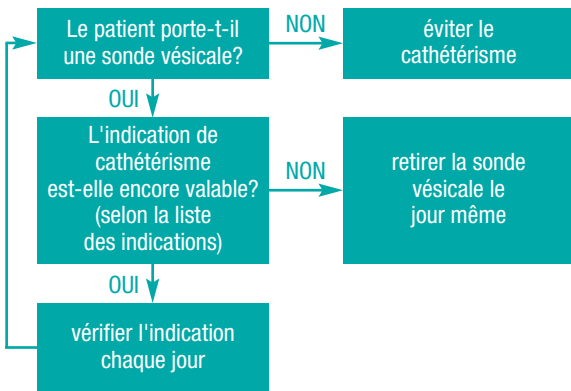 Le patient porte-t-il
une sonde vésicale?
NON
éviter le
cathétérisme
OUI
L'indication de
cathétérisme
est-elle encore valable?
(selon la liste
des indications)
NON
retirer la sonde
vésicale le
jour même
OUI
vérifier l'indication
chaque jour